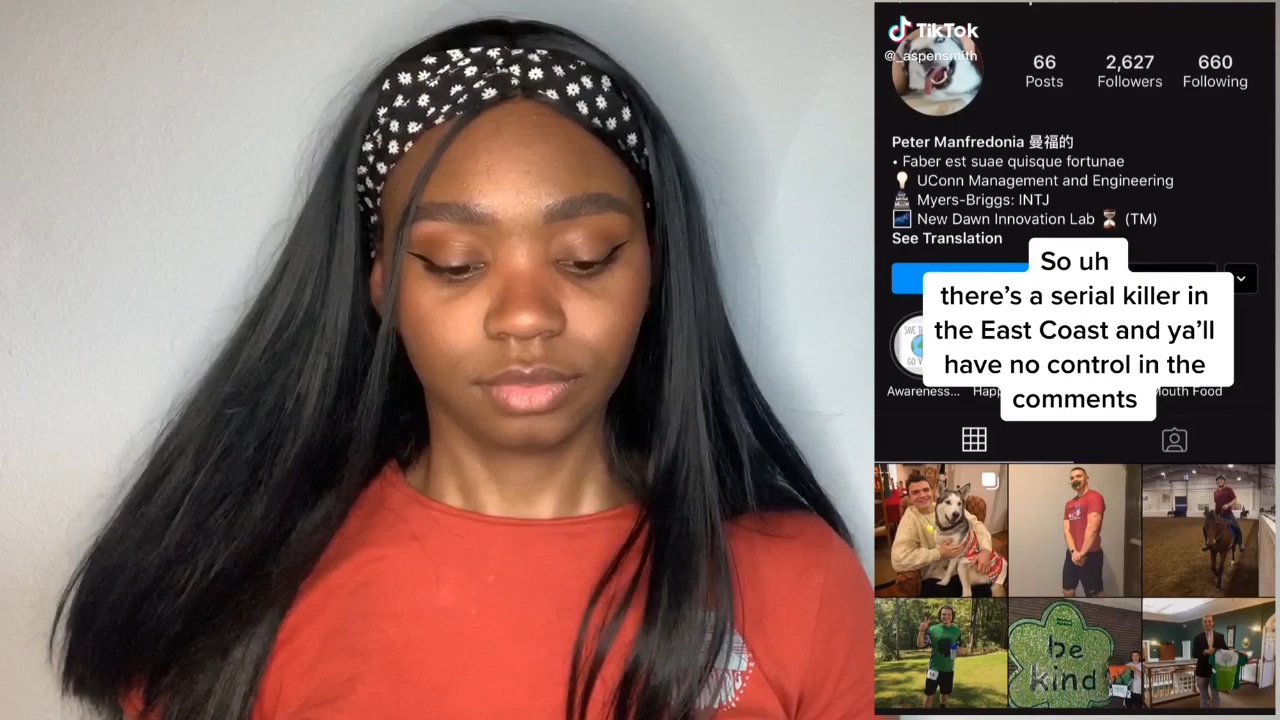 TikTok
@_aspensmith
66
Posts
2,627
Followers
660
Following
Peter Manfredonia 曼福的
• Faber est suae quisque fortunae
UConn Management and Engineering
Myers-Briggs: INTJ
New Dawn Innovation Lab ⏳ (TM)
See Translation
So uh
there's a serial killer in
the East Coast and ya'll
have no control in the
comments
Awareness...
Mouth Food
be
kind